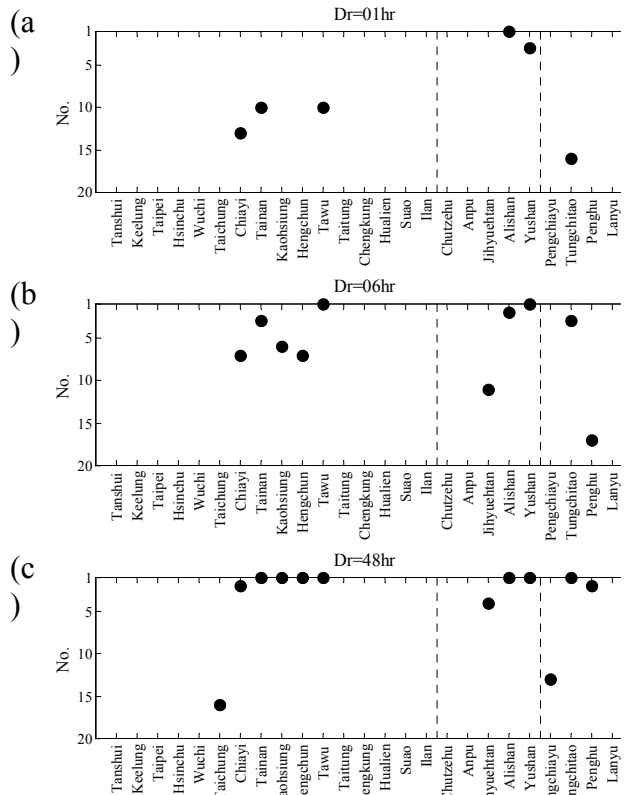 (a
)
Dr=01hr
1
5
10
15
20
No.
Tanshui
Keelung
Taipei
Hsinchu
Wuchi
Taichung
Chiayi
Tainan
Kaohsiung
Hengchun
Tawu
Taitung
Chengkung
Hualien
Suao
Ilan
Chutzehu
Anpu
Jihyuehtan
Alishan
Yushan
Pengchiayu
Tungchitao
Penghu
Lanyu
(b
)
Dr=06hr
1
5
10
15
20
No.
Tanshui
Keelung
Taipei
Hsinchu
Wuchi
Taichung
Chiayi
Tainan
Kaohsiung
Hengchun
Tawu
Taitung
Chengkung
Hualien
Suao
Ilan
Chutzehu
Anpu
Jihyuehtan
Alishan
Yushan
Pengchiayu
Tungchitao
Penghu
Lanyu
(c
)
Dr=48hr
1
5
10
15
20
No.
Tanshui
Keelung
Taipei
Hsinchu
Wuchi
Taichung
Chiayi
Tainan
Tawu
Taitung
Hualien
Suao
Ilan
Anpu
Alishan
Yushan
Penghu
Lanyu